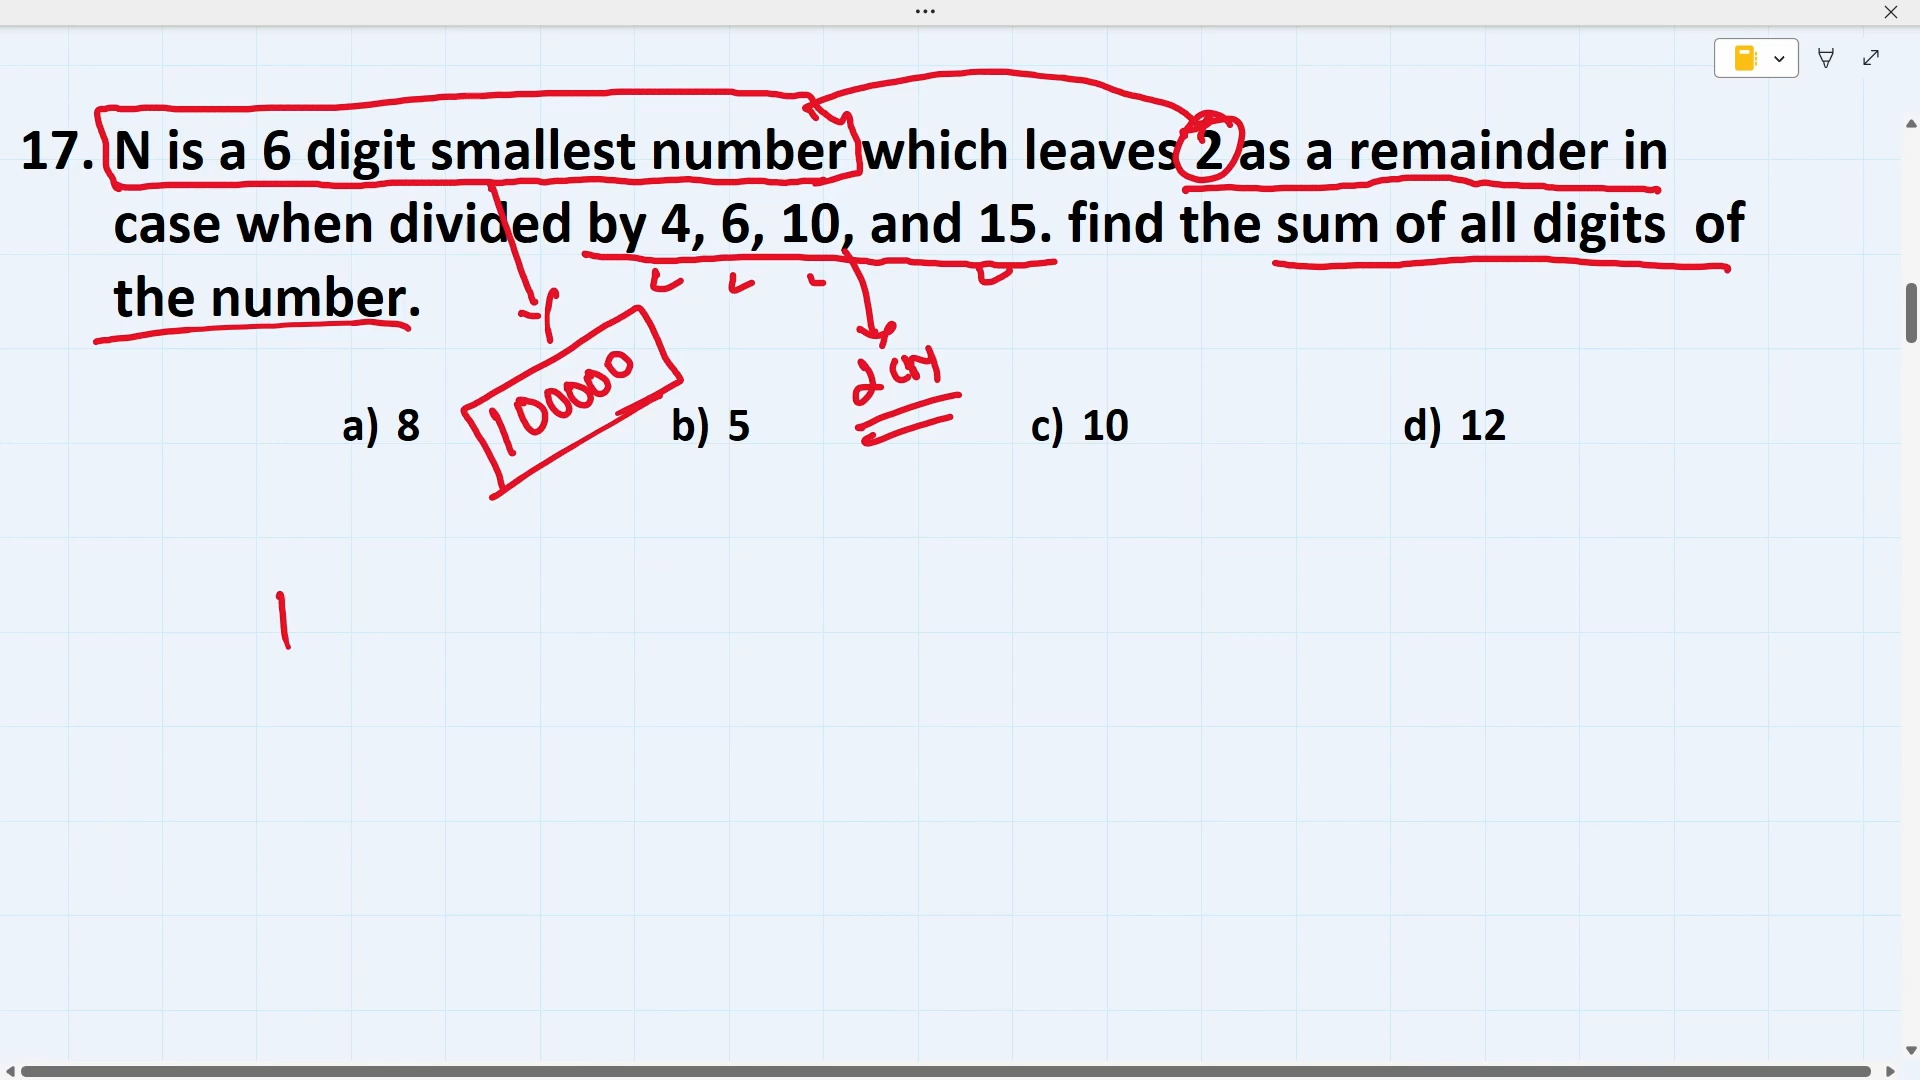 17. N is a 6 digit smallest number which leaves 2 as a remainder in
case when divided by 4, 6, 10, and 15. find the sum of all digits of
the number.
100000
LCM
a) 8 b) 5 c) 10 d) 12
1